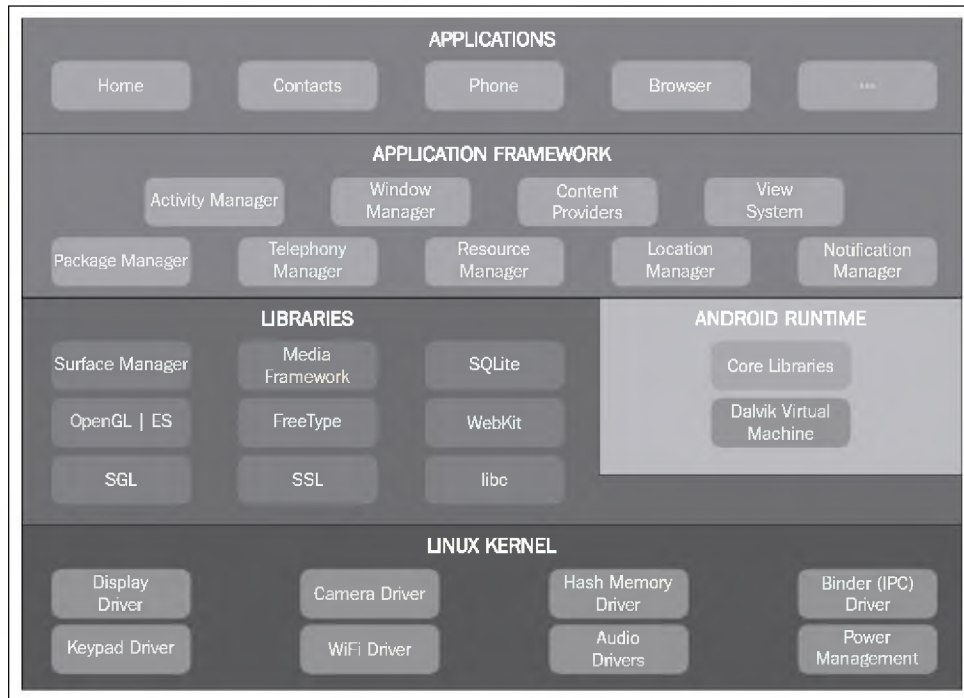 APPLICATIONS
Home
Contacts
Phone
Browser
...
APPLICATION FRAMEWORK
Activity Manager
Window
Manager
Content
Providers
View
System
Package Manager
Telephony
Manager
Resource
Manager
Location
Manager
Notification
Manager
LIBRARIES
Surface Manager
Media
Framework
SQLite
OpenGL | ES
FreeType
WebKit
SGL
SSL
libc
ANDROID RUNTIME
Core Libraries
Dalvik Virtual
Machine
LINUX KERNEL
Display
Driver
Camera Driver
Hash Memory
Driver
Binder (IPC)
Driver
Keypad Driver
WiFi Driver
Audio
Drivers
Power
Management